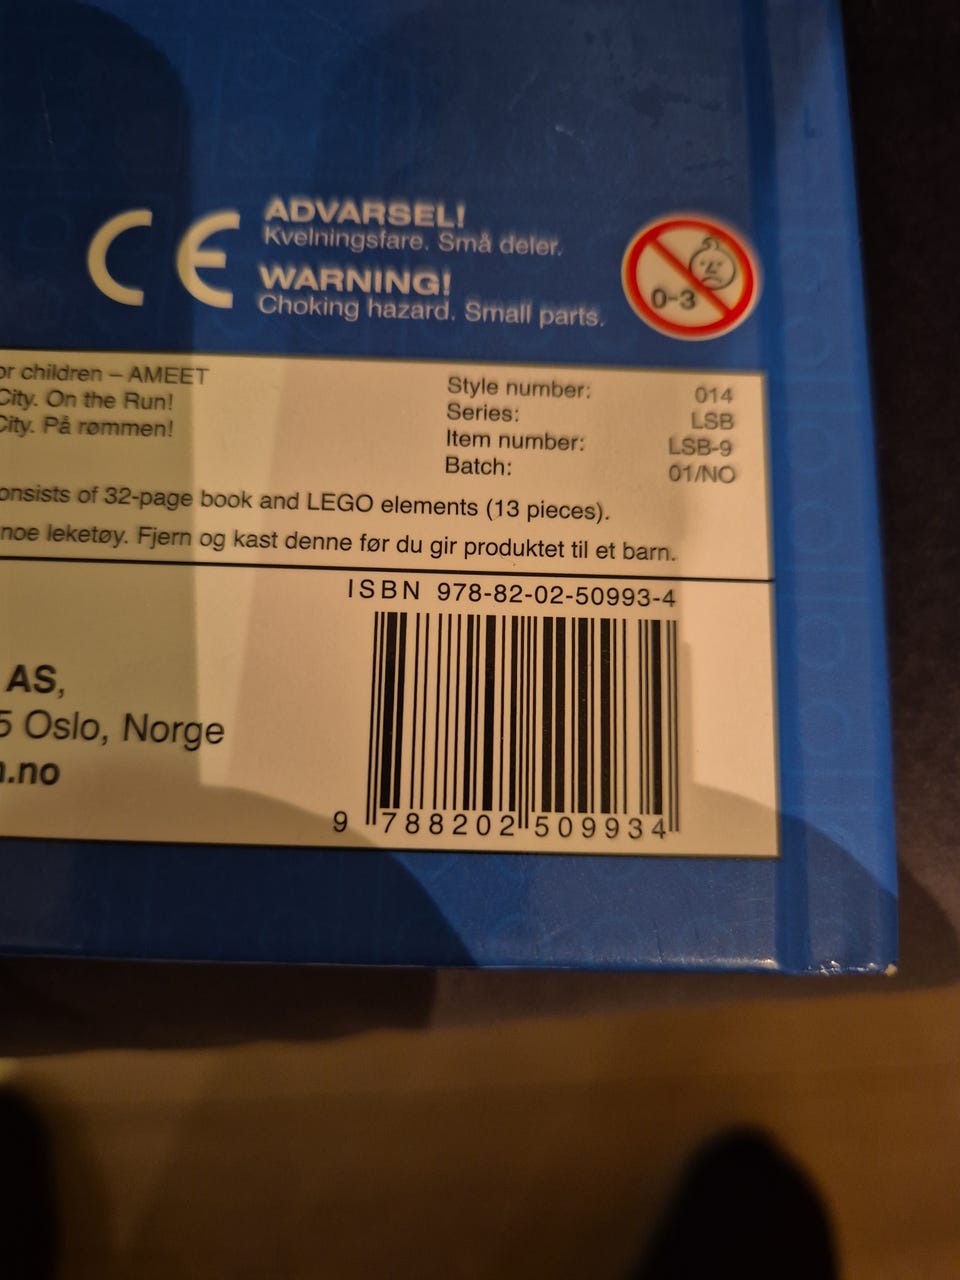 CE
ADVARSEL!
Kvelningsfare. Små deler.
WARNING!
Choking hazard. Small parts.
0-3
or children – AMEET
City. On the Run!
City. På rømmen!
Style number: 014
Series: LSB
Item number: LSB-9
Batch: 01/NO
onsists of 32-page book and LEGO elements (13 pieces).
noe leketøy. Fjern og kast denne før du gir produktet til et barn.
ISBN 978-82-02-50993-4
AS,
5 Oslo, Norge
.no
9 788202 509934